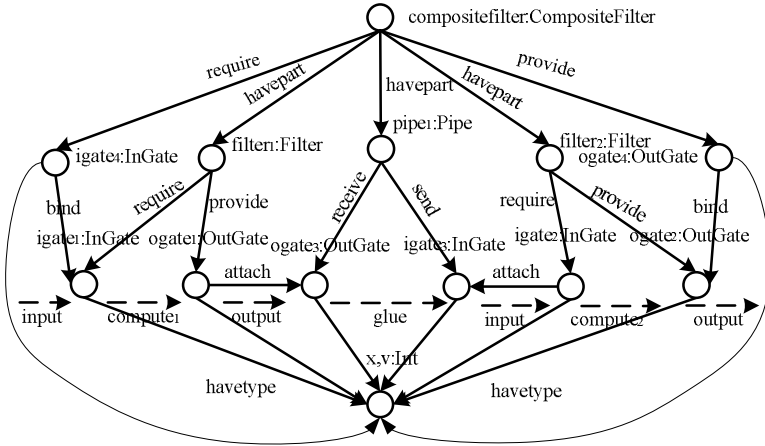 compositefilter:CompositeFilter
require
havepart
havepart
havepart
provide
igate4:InGate
filter1:Filter
pipe1:Pipe
filter2:Filter
ogate4:OutGate
bind
require
provide
receive
send
require
provide
bind
igate1:InGate
ogate1:OutGate
ogate3:OutGate
igate3:InGate
igate2:InGate
ogate2:OutGate
attach
attach
input
compute1
output
glue
input
compute2
output
x,v:Int
havetype
havetype